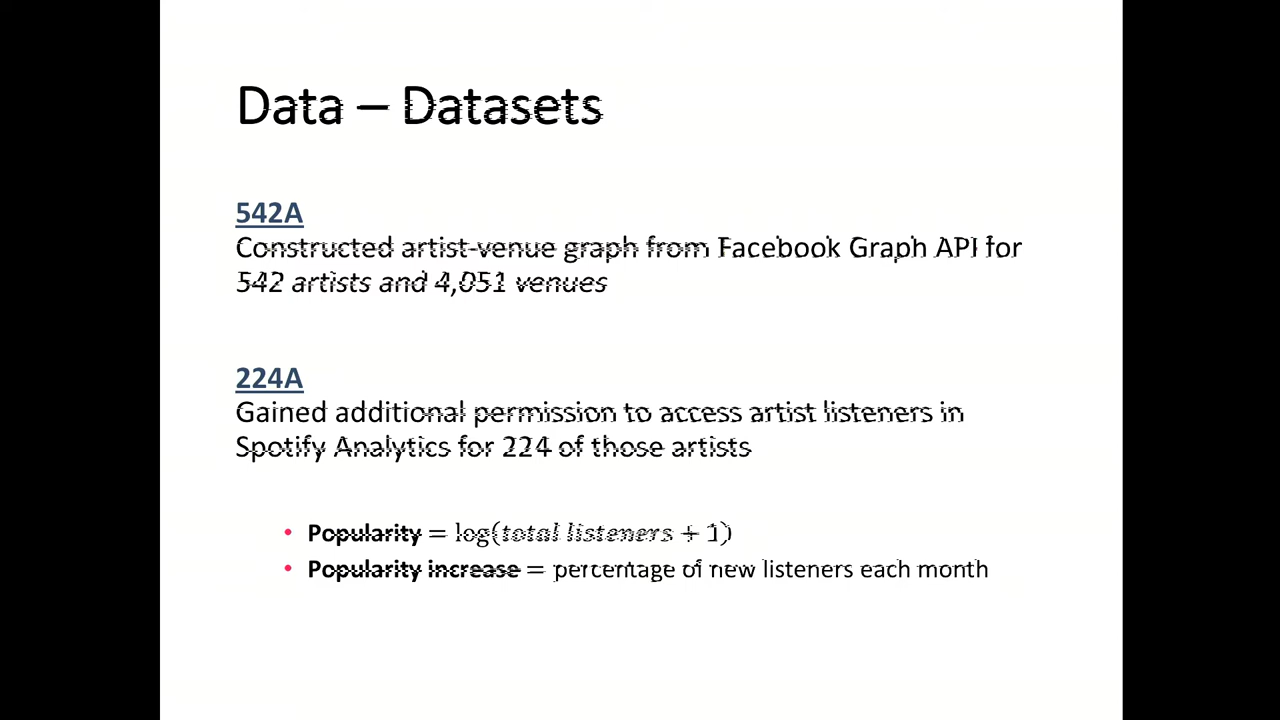 Data – Datasets
542A
Constructed artist-venue graph from Facebook Graph API for
542 artists and 4,051 venues
224A
Gained additional permission to access artist listeners in
Spotify Analytics for 224 of those artists
• Popularity = log(total listeners + 1)
• Popularity increase = percentage of new listeners each month